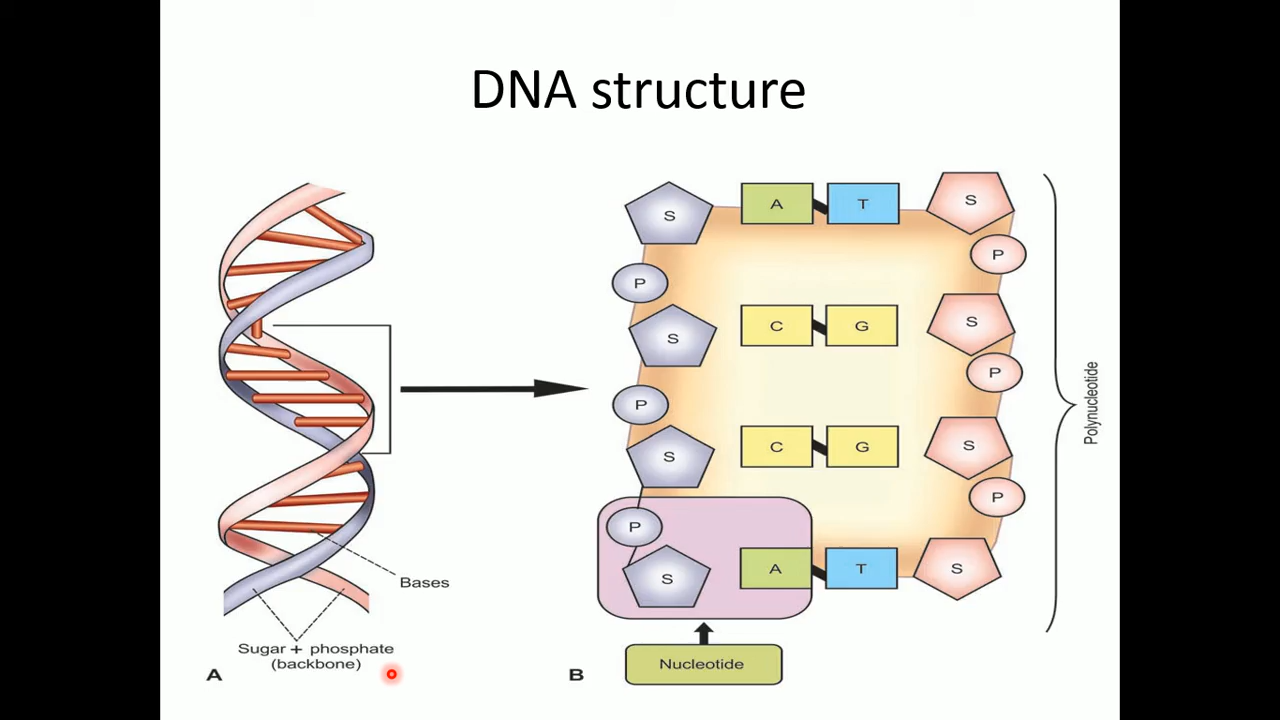 DNA structure
S A T S
P P
S C G S
P P
S C G S
P P
S A T S
Polynucleotide
Bases
Sugar + phosphate
(backbone)
Nucleotide
A B